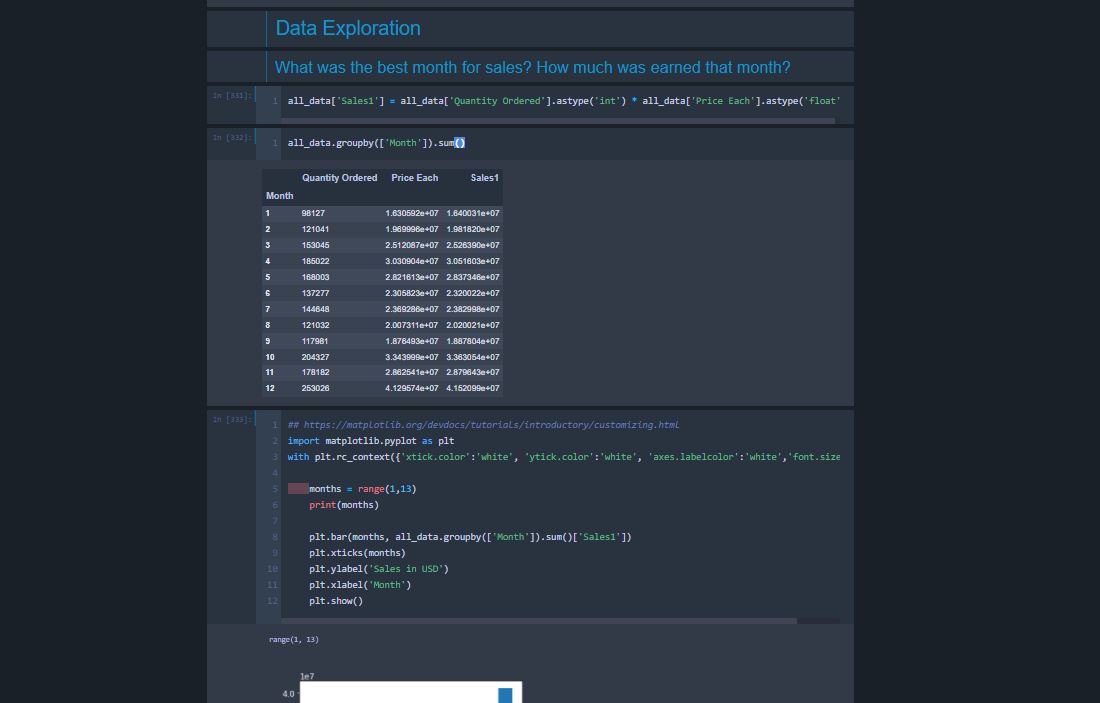 Data Exploration
What was the best month for sales? How much was earned that month?
In [331]:
1 all_data['Sales1'] = all_data['Quantity Ordered'].astype('int') * all_data['Price Each'].astype('float'
In [332]:
1 all_data.groupby(['Month']).sum()
Quantity Ordered Price Each Sales1
Month
1 98127 1.630592e+07 1.640031e+07
2 121041 1.969996e+07 1.981820e+07
3 153045 2.512087e+07 2.526390e+07
4 185022 3.030904e+07 3.051603e+07
5 168003 2.821613e+07 2.837346e+07
6 137277 2.305823e+07 2.320022e+07
7 144648 2.369286e+07 2.382998e+07
8 121032 2.007311e+07 2.020021e+07
9 117981 1.876493e+07 1.887804e+07
10 204327 3.343999e+07 3.363054e+07
11 178182 2.862541e+07 2.879643e+07
12 253026 4.129574e+07 4.152099e+07
In [333]:
1 ## https://matplotlib.org/devdocs/tutorials/introductory/customizing.html
2 import matplotlib.pyplot as plt
3 with plt.rc_context({'xtick.color':'white', 'ytick.color':'white', 'axes.labelcolor':'white','font.size
4
5 months = range(1,13)
6 print(months)
7
8 plt.bar(months, all_data.groupby(['Month']).sum()['Sales1'])
9 plt.xticks(months)
10 plt.ylabel('Sales in USD')
11 plt.xlabel('Month')
12 plt.show()
range(1, 13)
1e7
4.0